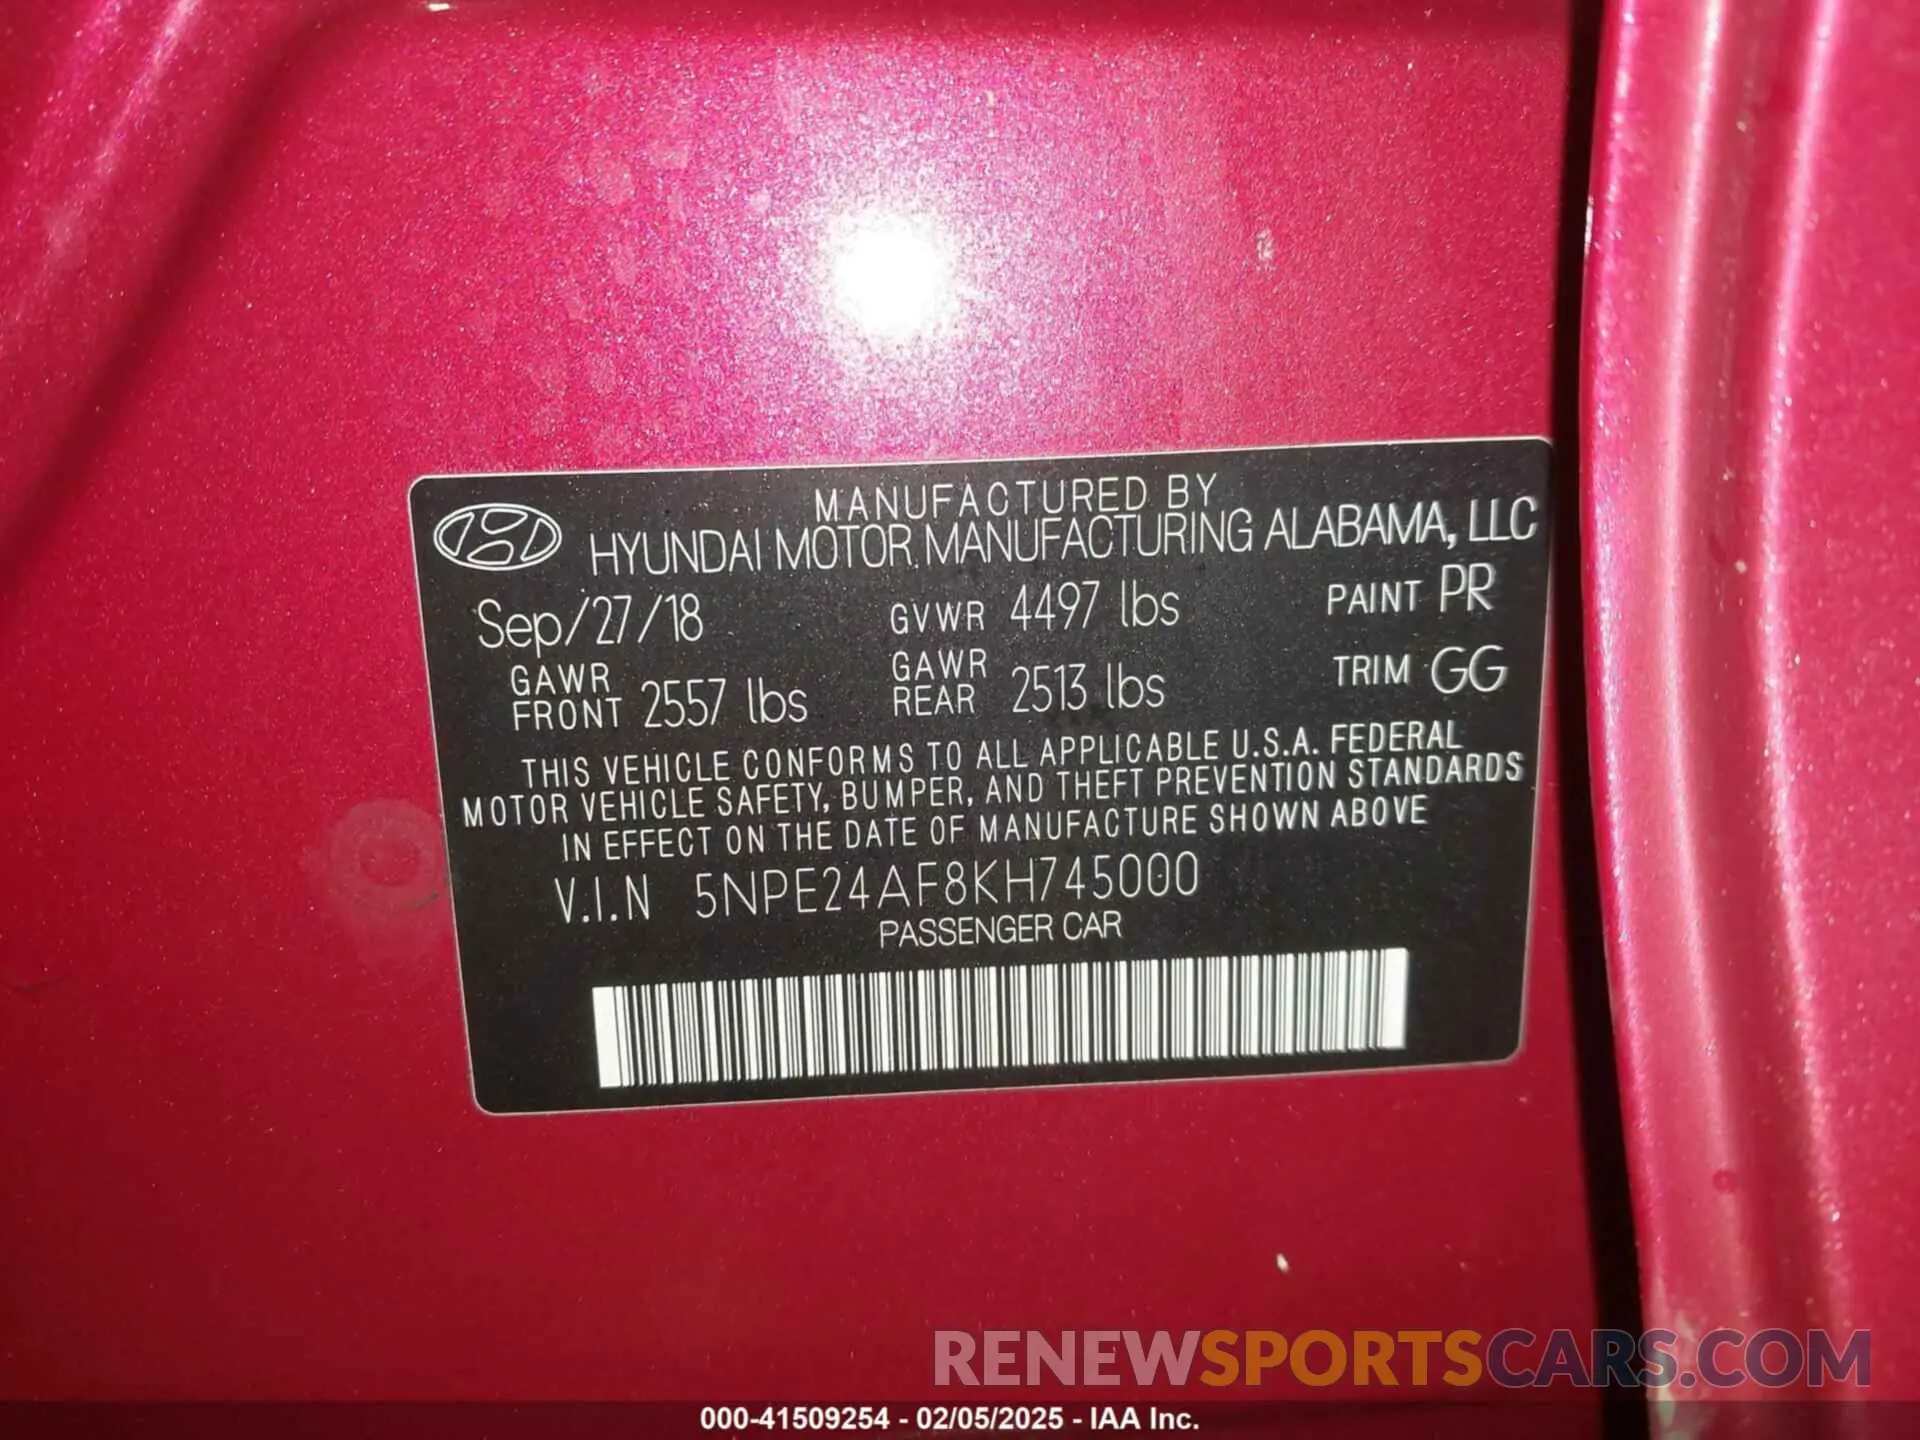 MANUFACTURED BY
HYUNDAI MOTOR MANUFACTURING ALABAMA, LLC
Sep/27/18 GVWR 4497 lbs PAINT PR
GAWR FRONT 2557 lbs GAWR REAR 2513 lbs TRIM GG
THIS VEHICLE CONFORMS TO ALL APPLICABLE U.S.A. FEDERAL
MOTOR VEHICLE SAFETY, BUMPER, AND THEFT PREVENTION STANDARDS
IN EFFECT ON THE DATE OF MANUFACTURE SHOWN ABOVE
V.I.N 5NPE24AF8KH745000
PASSENGER CAR
RENEWSPORTSCARS.COM
000-41509254 - 02/05/2025 - IAA Inc.